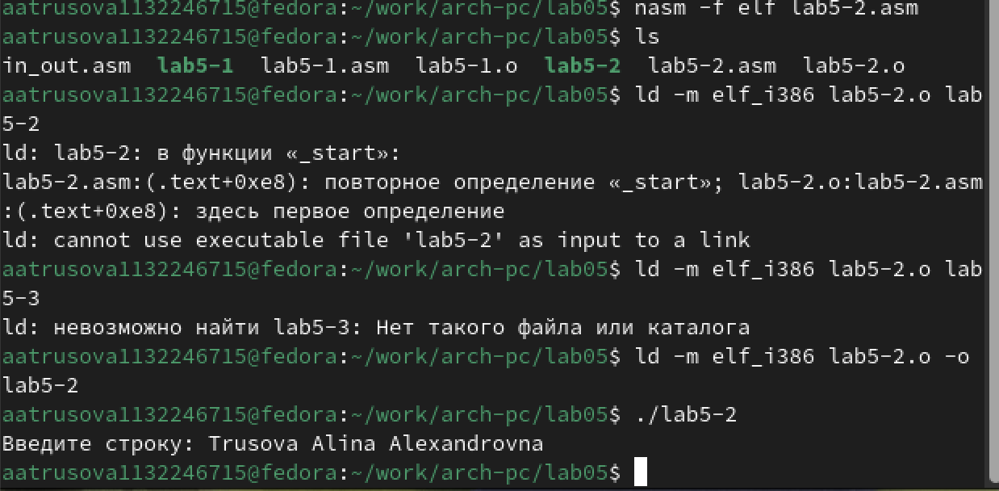 aatrusova1132246715@fedora:~/work/arch-pc/lab05$ nasm -f elf lab5-2.asm
aatrusova1132246715@fedora:~/work/arch-pc/lab05$ ls
in_out.asm  lab5-1  lab5-1.asm  lab5-1.o  lab5-2  lab5-2.asm  lab5-2.o
aatrusova1132246715@fedora:~/work/arch-pc/lab05$ ld -m elf_i386 lab5-2.o lab
5-2
ld: lab5-2: в функции «_start»:
lab5-2.asm:(.text+0xe8): повторное определение «_start»; lab5-2.o:lab5-2.asm
:(.text+0xe8): здесь первое определение
ld: cannot use executable file 'lab5-2' as input to a link
aatrusova1132246715@fedora:~/work/arch-pc/lab05$ ld -m elf_i386 lab5-2.o lab
5-3
ld: невозможно найти lab5-3: Нет такого файла или каталога
aatrusova1132246715@fedora:~/work/arch-pc/lab05$ ld -m elf_i386 lab5-2.o -o
lab5-2
aatrusova1132246715@fedora:~/work/arch-pc/lab05$ ./lab5-2
Введите строку: Trusova Alina Alexandrovna
aatrusova1132246715@fedora:~/work/arch-pc/lab05$